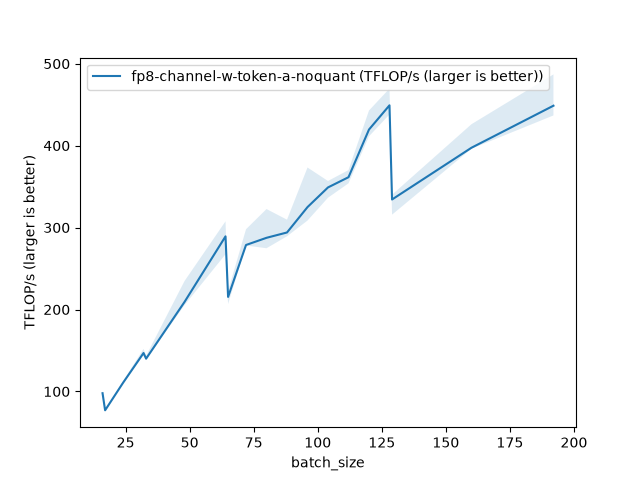 500
400
300
200
100
TFLOP/s (larger is better)
fp8-channel-w-token-a-noquant (TFLOP/s (larger is better))
25 50 75 100 125 150 175 200
batch_size